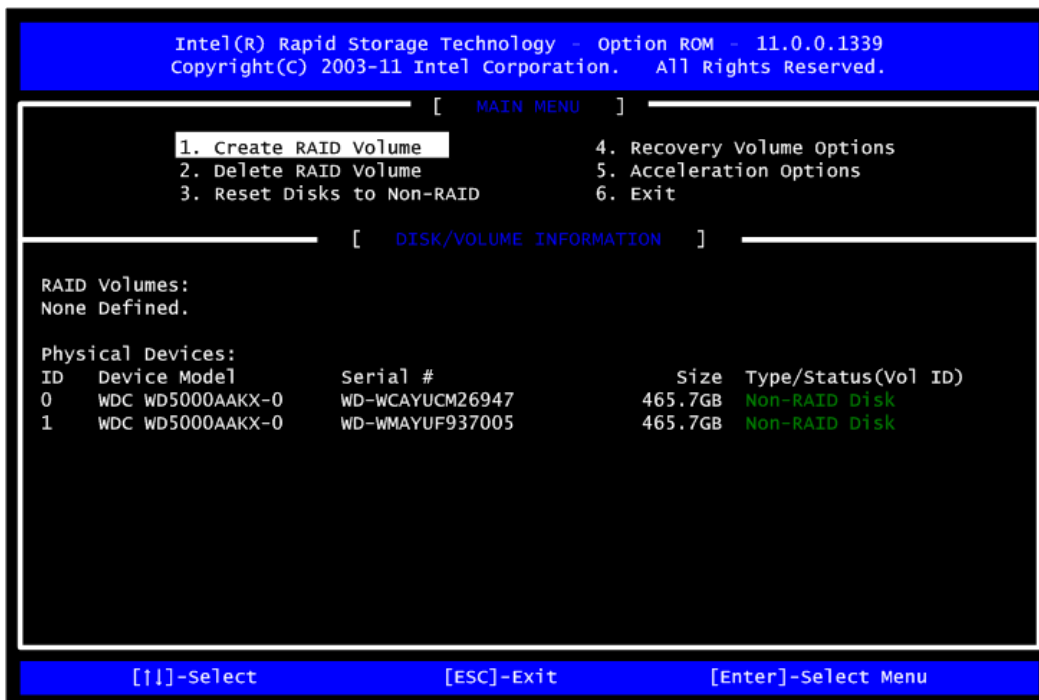 Intel(R) Rapid Storage Technology - Option ROM - 11.0.0.1339
Copyright(C) 2003-11 Intel Corporation. All Rights Reserved.
[ MAIN MENU ]
1. Create RAID Volume 4. Recovery Volume Options
2. Delete RAID Volume 5. Acceleration Options
3. Reset Disks to Non-RAID 6. Exit
[ DISK/VOLUME INFORMATION ]
RAID Volumes:
None Defined.
Physical Devices:
ID Device Model Serial # Size Type/Status(Vol ID)
0 WDC WD5000AAKX-0 WD-WCAYUCM26947 465.7GB Non-RAID Disk
1 WDC WD5000AAKX-0 WD-WMAYUF937005 465.7GB Non-RAID Disk
[↑↓]-Select [ESC]-Exit [Enter]-Select Menu